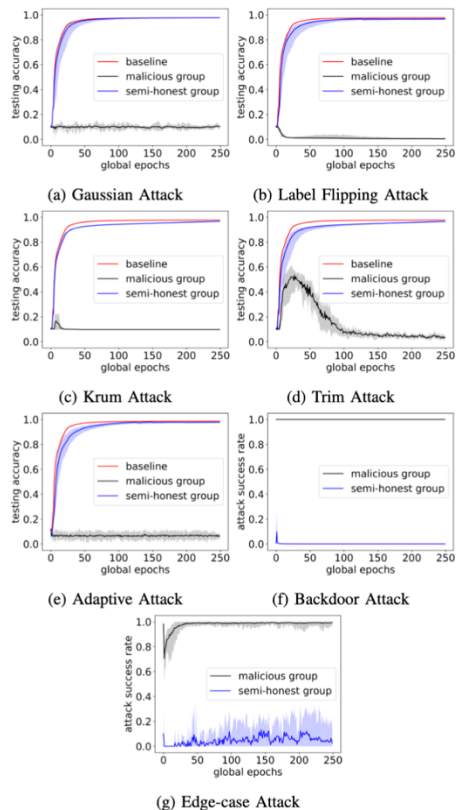 testing accuracy
1.0
0.8
0.6
0.4
0.2
0.0
baseline
malicious group
semi-honest group
0 50 100 150 200 250
global epochs
(a) Gaussian Attack
testing accuracy
1.0
0.8
0.6
0.4
0.2
0.0
baseline
malicious group
semi-honest group
0 50 100 150 200 250
global epochs
(b) Label Flipping Attack
testing accuracy
1.0
0.8
0.6
0.4
0.2
0.0
baseline
malicious group
semi-honest group
0 50 100 150 200 250
global epochs
(c) Krum Attack
testing accuracy
1.0
0.8
0.6
0.4
0.2
0.0
baseline
malicious group
semi-honest group
0 50 100 150 200 250
global epochs
(d) Trim Attack
testing accuracy
1.0
0.8
0.6
0.4
0.2
0.0
baseline
malicious group
semi-honest group
0 50 100 150 200 250
global epochs
(e) Adaptive Attack
attack success rate
1.0
0.8
0.6
0.4
0.2
0.0
malicious group
semi-honest group
0 50 100 150 200 250
global epochs
(f) Backdoor Attack
attack success rate
1.0
0.8
0.6
0.4
0.2
0.0
malicious group
semi-honest group
0 50 100 150 200 250
global epochs
(g) Edge-case Attack